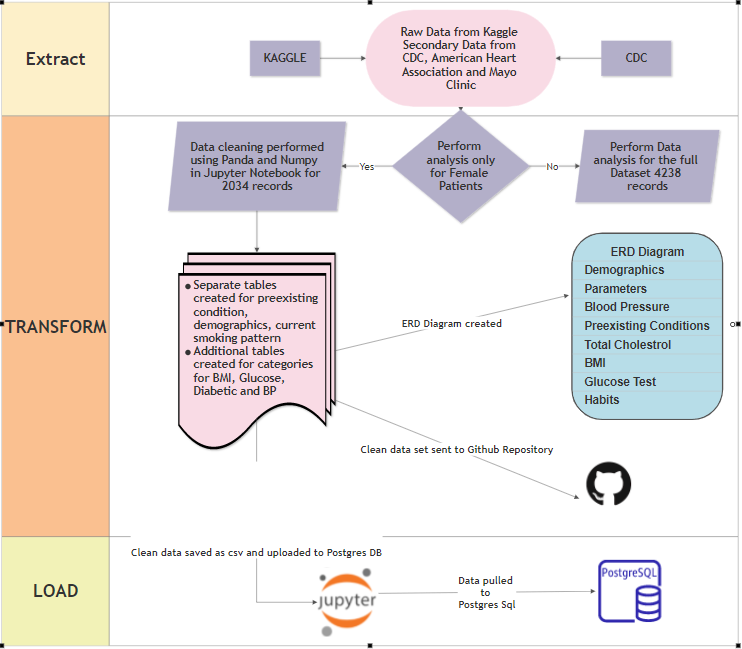 Extract
KAGGLE
Raw Data from Kaggle
Secondary Data from
CDC, American Heart
Association and Mayo
Clinic
CDC
TRANSFORM
Data cleaning performed
using Panda and Numpy
in Jupyter Notebook for
2034 records
Yes
Perform
analysis only
for Female
Patients
No
Perform Data
analysis for the full
Dataset 4238
records
● Separate tables
created for preexisting
condition,
demographics, current
smoking pattern
● Additional tables
created for categories
for BMI, Glucose,
Diabetic and BP
ERD Diagram created
ERD Diagram
Demographics
Parameters
Blood Pressure
Preexisting Conditions
Total Cholestrol
BMI
Glucose Test
Habits
Clean data set sent to Github Repository
LOAD
Clean data saved as csv and uploaded to Postgres DB
jupyter
Data pulled
to
Postgres Sql
PostgreSQL